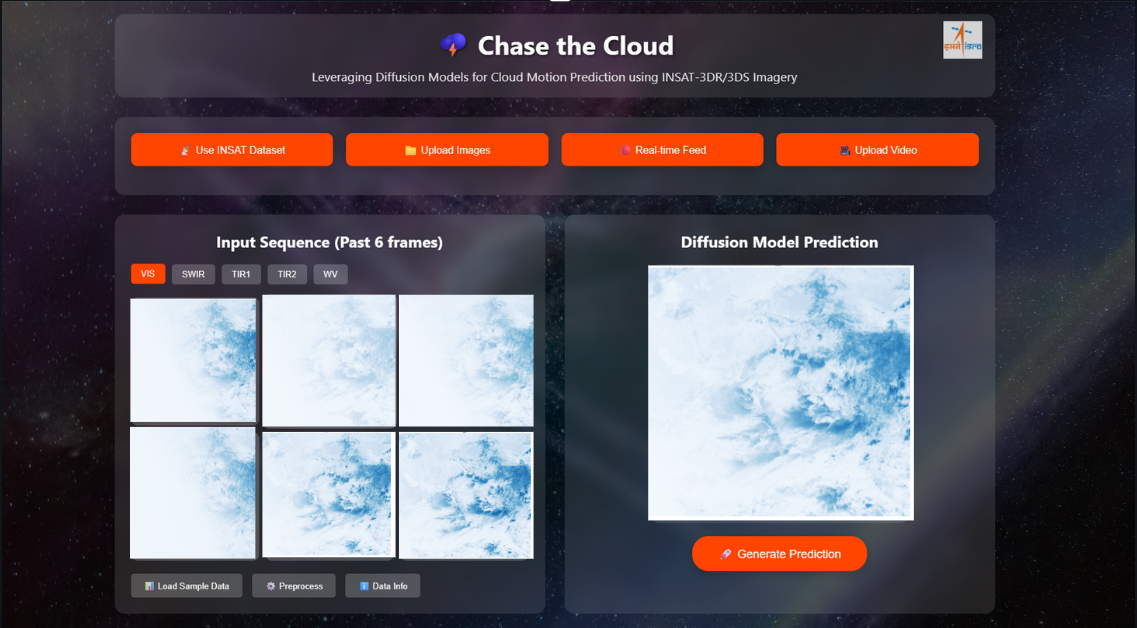 Chase the Cloud
Leveraging Diffusion Models for Cloud Motion Prediction using INSAT-3DR/3DS Imagery
इसरो isro
Use INSAT Dataset
Upload Images
Real-time Feed
Upload Video
Input Sequence (Past 6 frames)
VIS SWIR TIR1 TIR2 WV
Load Sample Data
Preprocess
Data Info
Diffusion Model Prediction
Generate Prediction